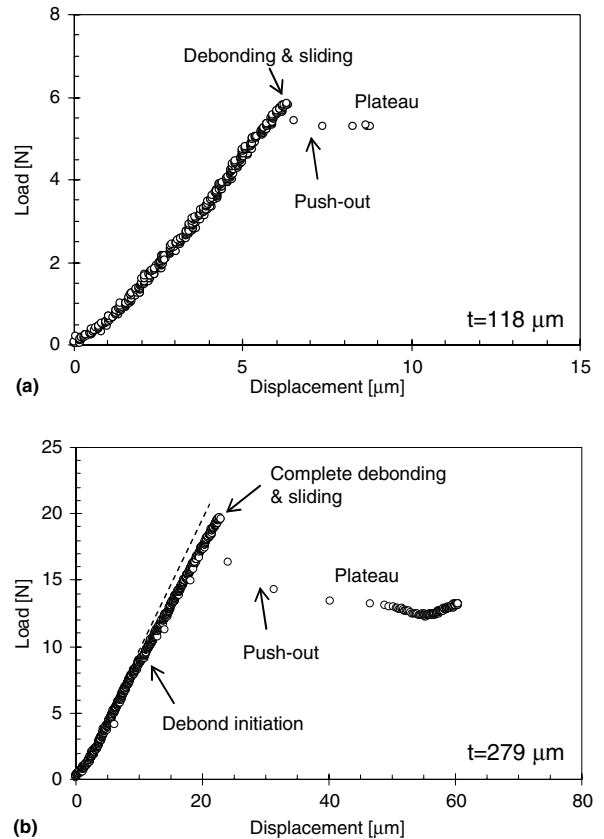 8
Debonding & sliding
6
Plateau
Load [N]
4
Push-out
2
t=118 μm
0
0
5
10
15
(a)
Displacement [μm]
25
Complete debonding
& sliding
20
15
Plateau
Load [N]
10
Push-out
5
Debond initiation
t=279 μm
0
0
20
40
60
80
(b)
Displacement [μm]